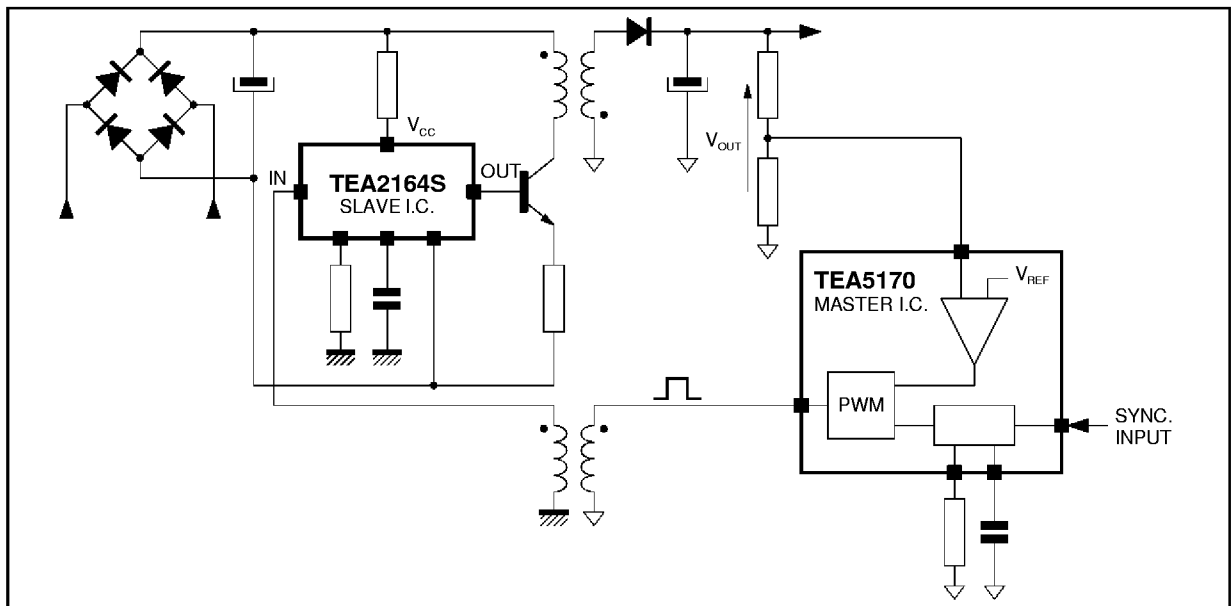 V_CC
IN
OUT
TEA2164S
SLAVE I.C.
V_OUT
TEA5170
MASTER I.C.
V_REF
PWM
SYNC.
INPUT